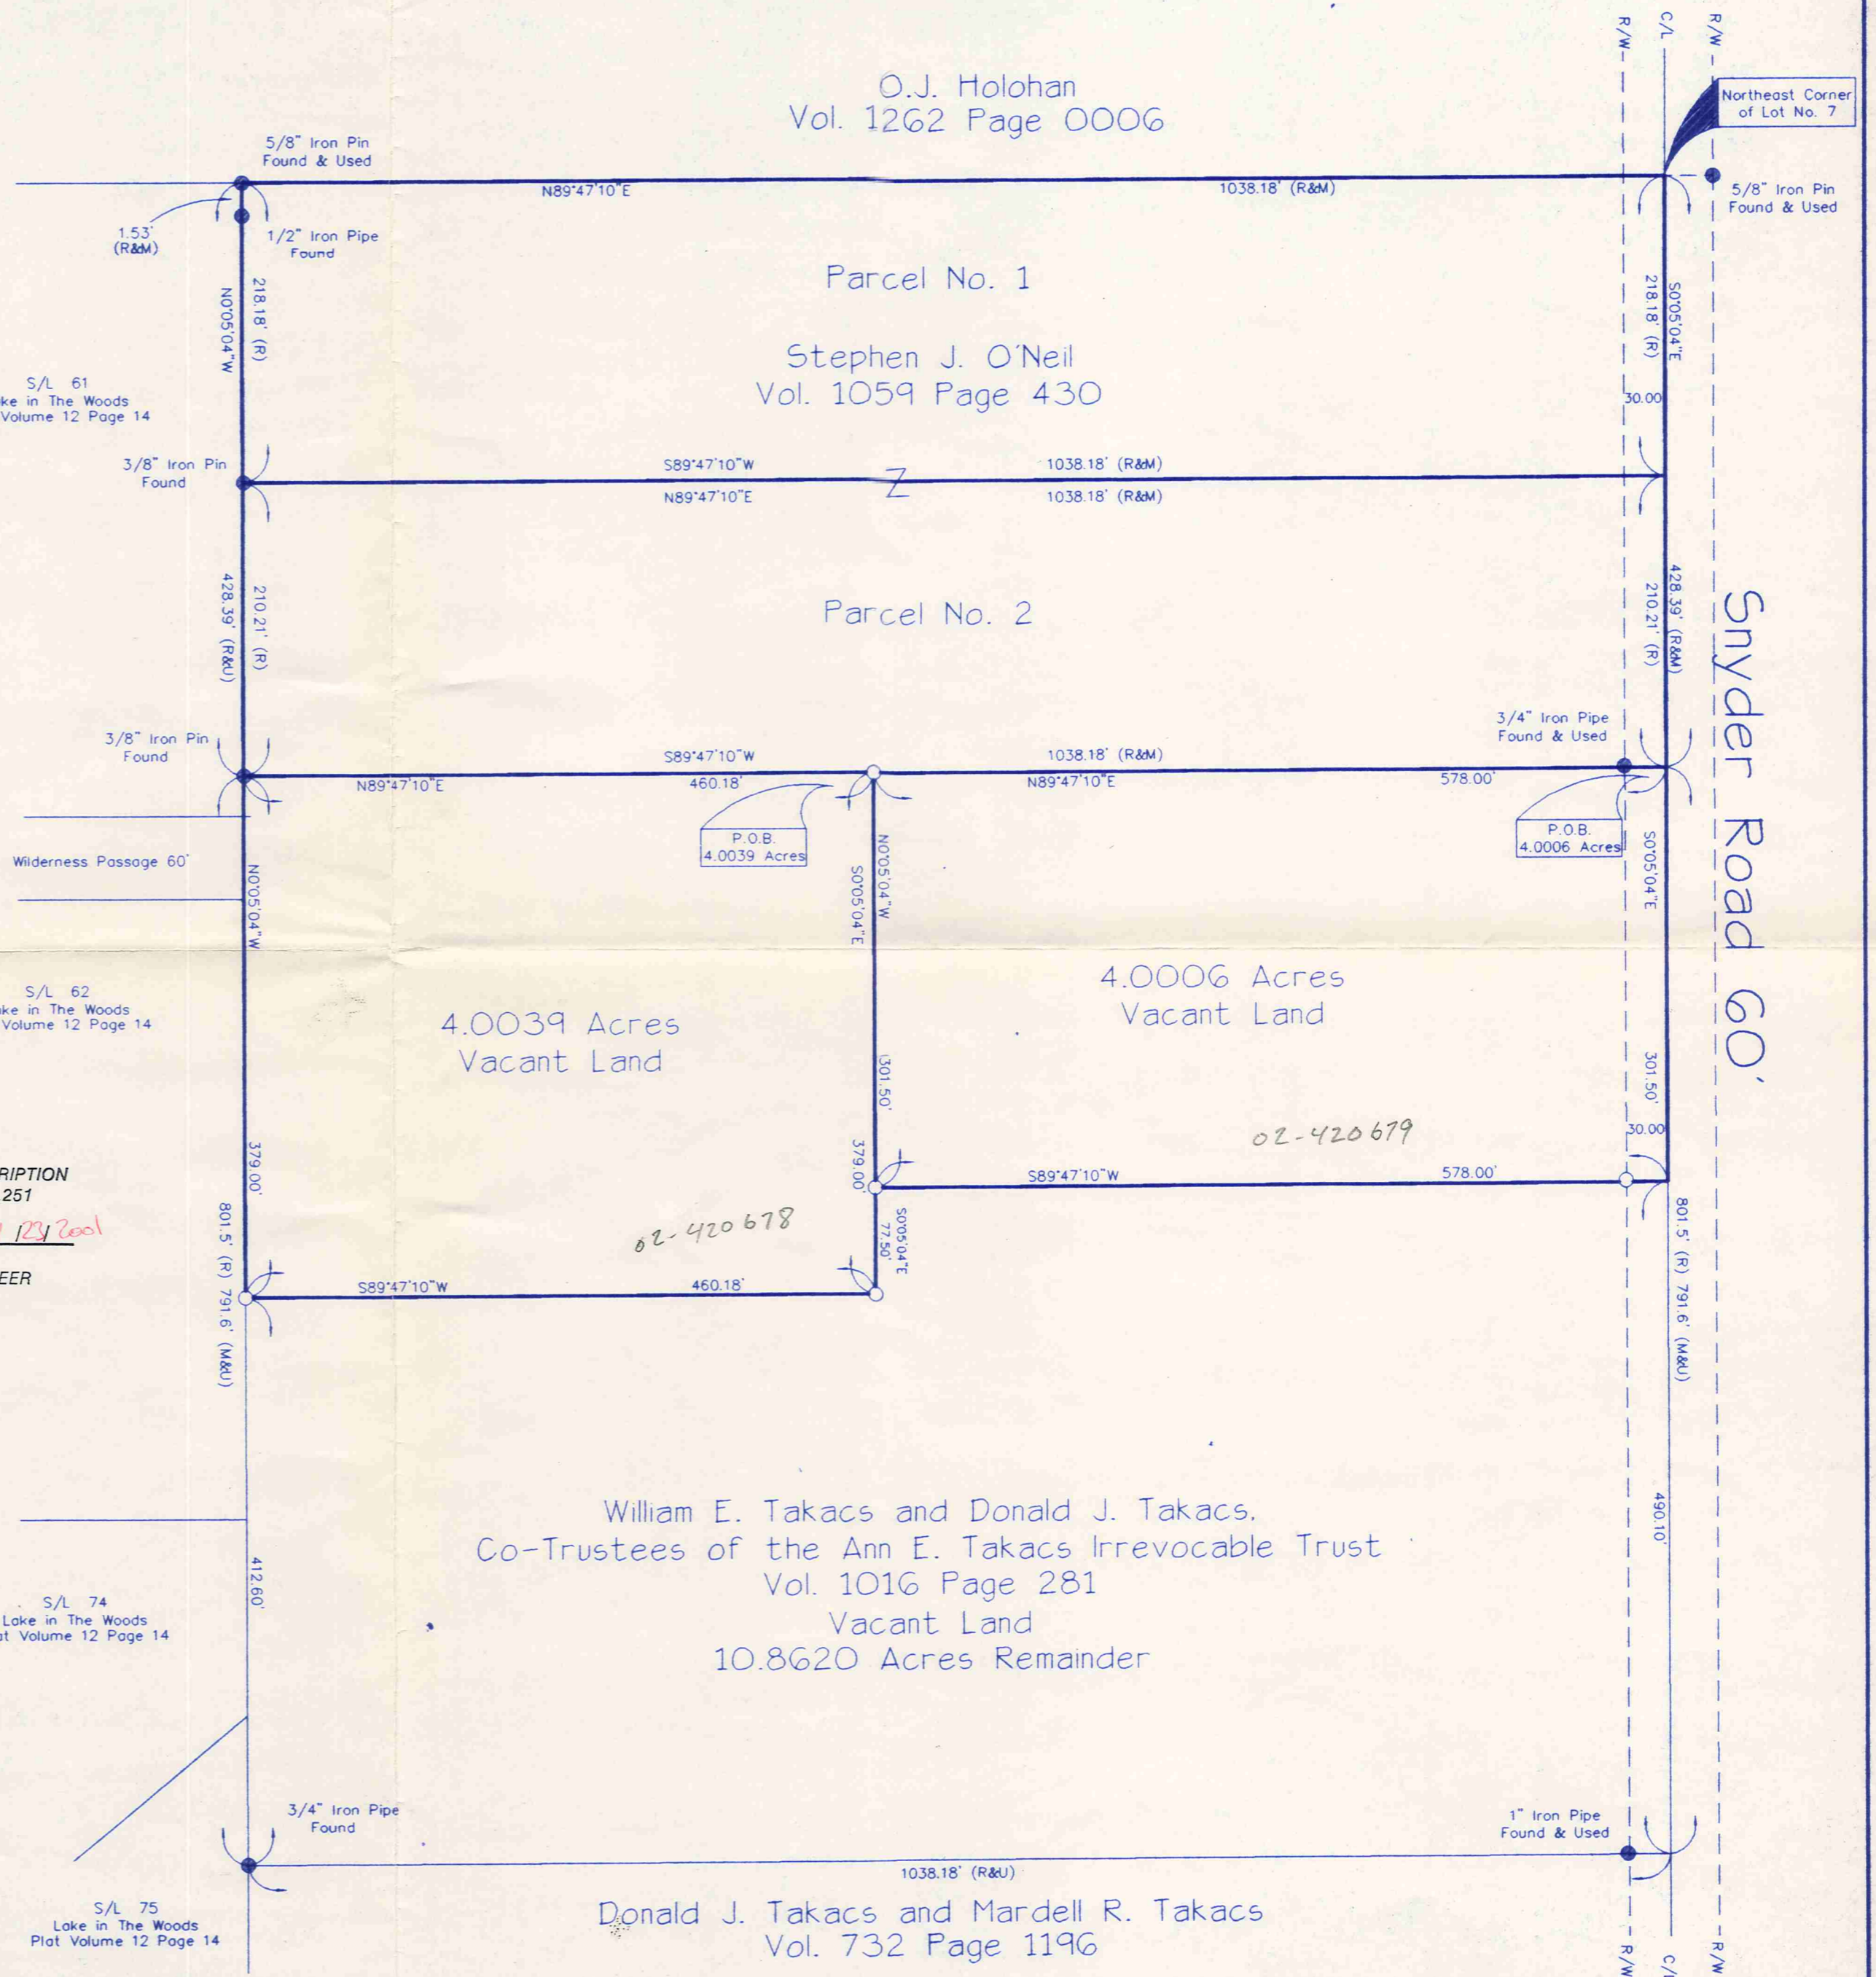 R/W
C/L
R/W
O.J. Holohan
Vol. 1262 Page 0006
Northeast Corner
of Lot No. 7
5/8" Iron Pin
Found & Used
N89°47'10"E
1038.18' (R&M)
5/8" Iron Pin
Found & Used
1.53'
(R&M)
1/2" Iron Pipe
Found
218.18' (R)
N0°05'04"W
Parcel No. 1
S0°05'04"E
218.18' (R)
Stephen J. O'Neil
Vol. 1059 Page 430
30.00
S/L 61
ke in The Woods
Volume 12 Page 14
3/8" Iron Pin
Found
S89°47'10"W
1038.18' (R&M)
Z
N89°47'10"E
1038.18' (R&M)
428.39' (R&U)
210.21' (R)
Parcel No. 2
428.39' (R&M)
210.21' (R)
Snyder Road 60'
3/8" Iron Pin
Found
3/4" Iron Pipe
Found & Used
S89°47'10"W
1038.18' (R&M)
N89°47'10"E
460.18'
N89°47'10"E
578.00'
P.O.B.
4.0039 Acres
P.O.B.
4.0006 Acres
Wilderness Passage 60'
N0°05'04"W
N0°05'04"W
S0°05'04"E
S0°05'04"E
S/L 62
ke in The Woods
Volume 12 Page 14
4.0039 Acres
Vacant Land
4.0006 Acres
Vacant Land
301.50'
301.50'
02-420679
30.00
379.00'
379.00'
RIPTION
251
/23/2001
EER
S89°47'10"W
578.00'
02-420678
S0°05'04"E
77.50'
S89°47'10"W
460.18'
801.5' (R) 791.6' (M&U)
801.5' (R) 791.6' (M&U)
490.10'
412.60'
William E. Takacs and Donald J. Takacs.
Co-Trustees of the Ann E. Takacs Irrevocable Trust
Vol. 1016 Page 281
Vacant Land
10.8620 Acres Remainder
S/L 74
Lake in The Woods
at Volume 12 Page 14
3/4" Iron Pipe
Found
1" Iron Pipe
Found & Used
1038.18' (R&U)
S/L 75
Lake in The Woods
Plat Volume 12 Page 14
Donald J. Takacs and Mardell R. Takacs
Vol. 732 Page 1196
R/W
C/L
R/W